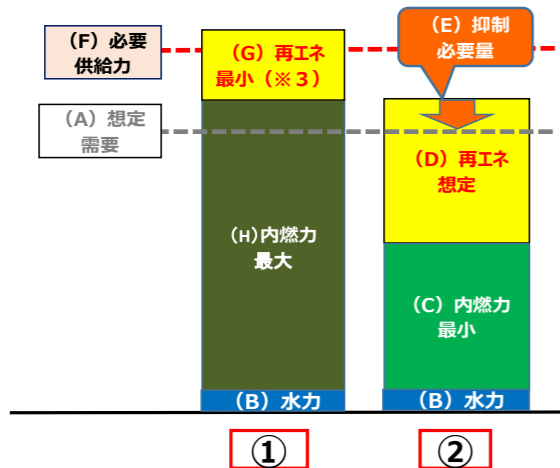 （F）必要
供給力
（A）想定
需要
（G）再エネ
最小（※３）
（H)内燃力
最大
（B）水力
①
（E）抑制
必要量
（D）再エネ
想定
（C）内燃力
最小
（B）水力
②